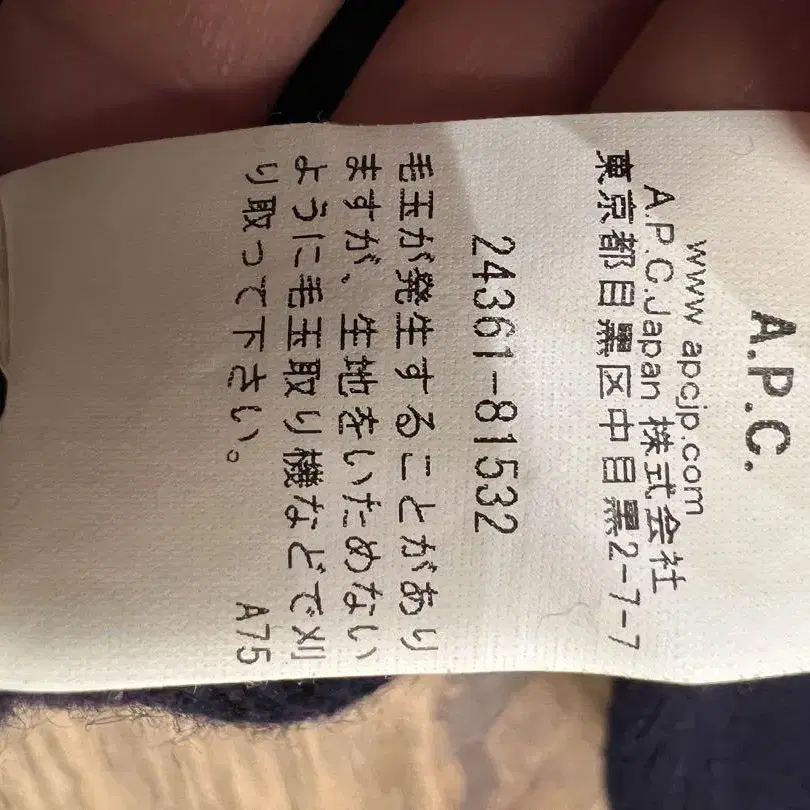 A.P.C.
www.apcjp.com
A.P.C.Japan 株式会社
東京都目黒区中目黒2-7-7
24361-81532
毛玉が発生することがあり
ますが、生地をいためない
ように毛玉取り機などで刈
り取って下さい。
A75